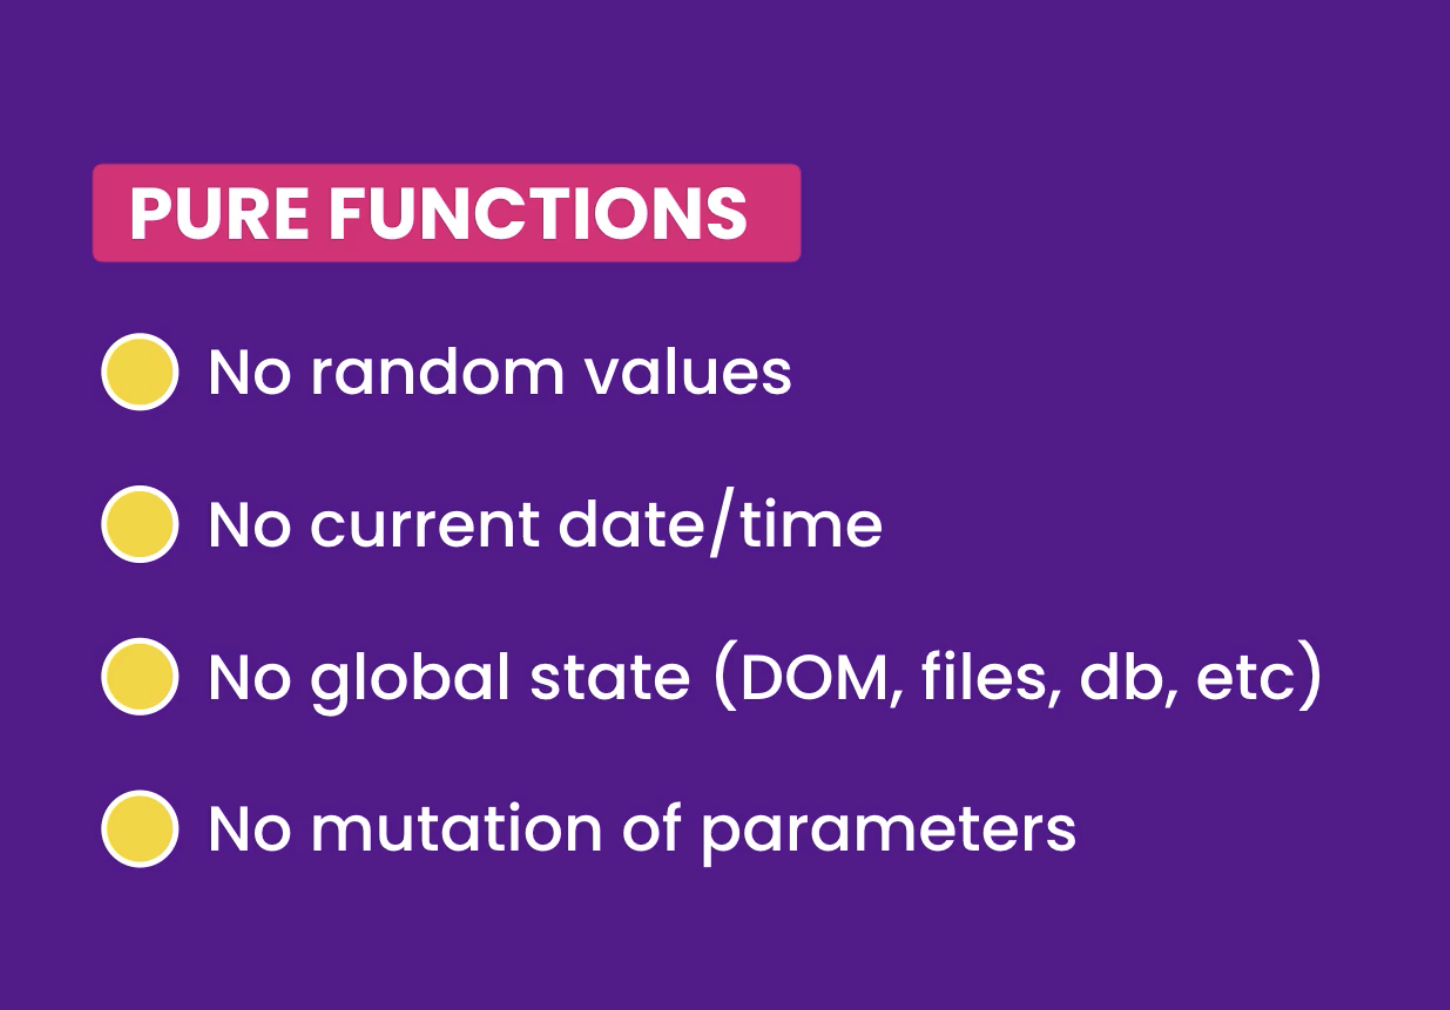 PURE FUNCTIONS
No random values
No current date/time
No global state (DOM, files, db, etc)
No mutation of parameters